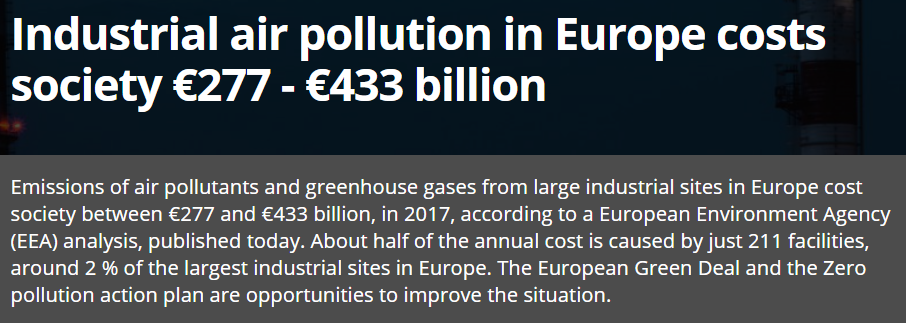 Industrial air pollution in Europe costs
society €277 - €433 billion
Emissions of air pollutants and greenhouse gases from large industrial sites in Europe cost
society between €277 and €433 billion, in 2017, according to a European Environment Agency
(EEA) analysis, published today. About half of the annual cost is caused by just 211 facilities,
around 2 % of the largest industrial sites in Europe. The European Green Deal and the Zero
pollution action plan are opportunities to improve the situation.